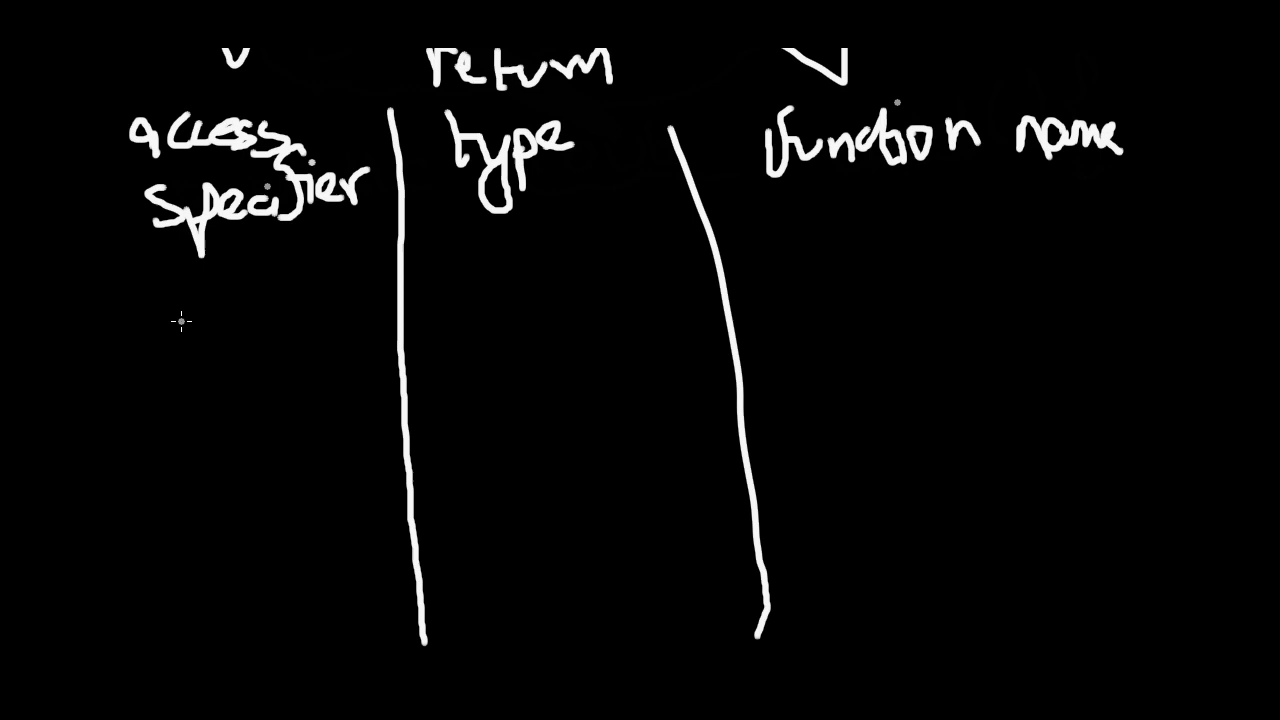 return
access type function name
specifier